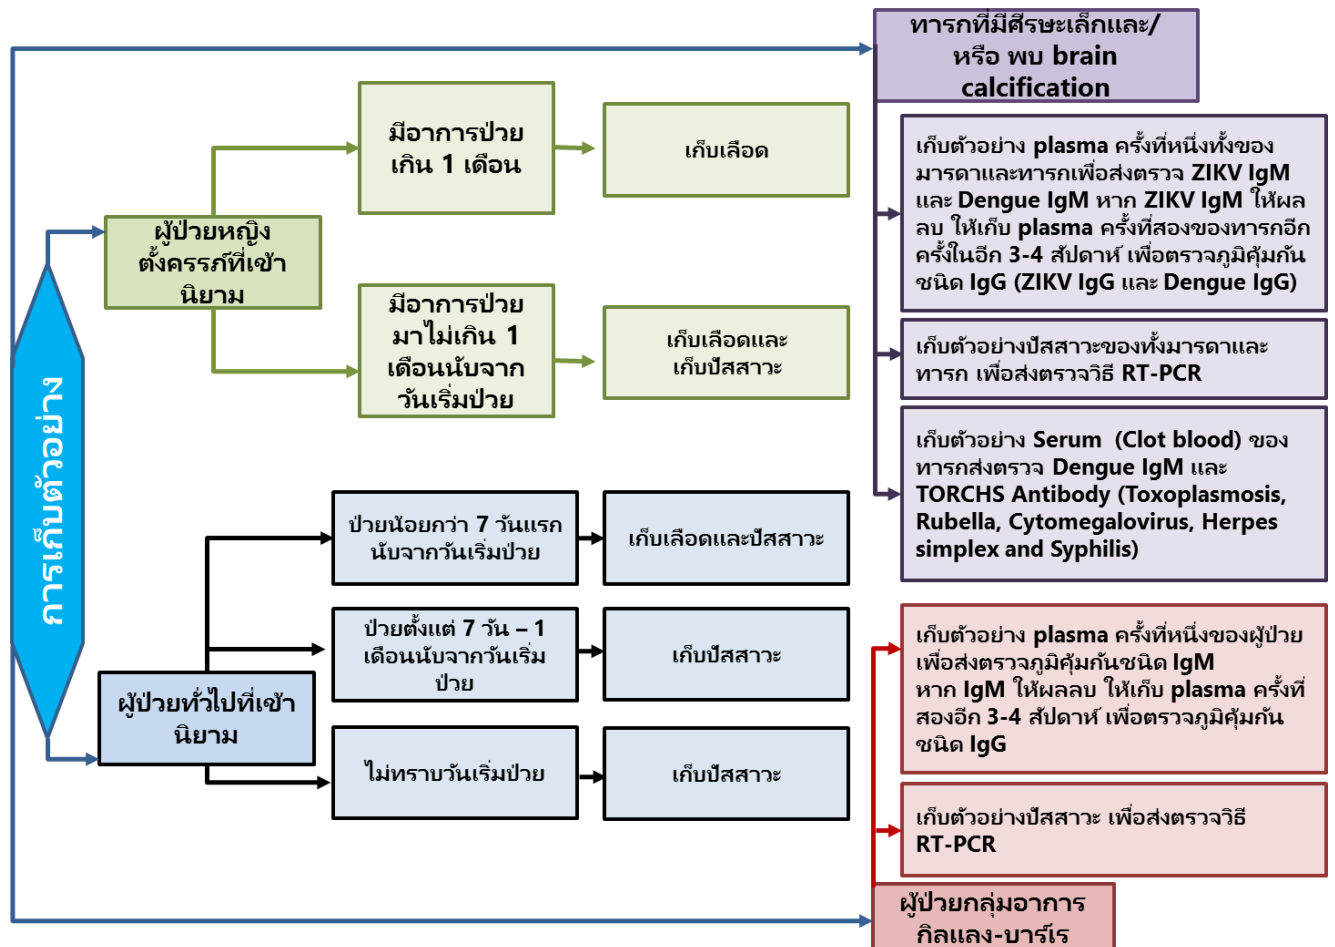 การเก็บตัวอย่าง
ผู้ป่วยหญิง
ตั้งครรภ์ที่เข้า
นิยาม
มีอาการป่วย
เกิน 1 เดือน
เก็บเลือด
มีอาการป่วย
มาไม่เกิน 1
เดือนนับจาก
วันเริ่มป่วย
เก็บเลือดและ
เก็บปัสสาวะ
ผู้ป่วยทั่วไปที่เข้า
นิยาม
ป่วยน้อยกว่า 7 วันแรก
นับจากวันเริ่มป่วย
เก็บเลือดและปัสสาวะ
ป่วยตั้งแต่ 7 วัน – 1
เดือนนับจากวันเริ่ม
ป่วย
เก็บปัสสาวะ
ไม่ทราบวันเริ่มป่วย
เก็บปัสสาวะ
ทารกที่มีศีรษะเล็กและ/
หรือ พบ brain
calcification
เก็บตัวอย่าง plasma ครั้งที่หนึ่งทั้งของ
มารดาและทารกเพื่อส่งตรวจ ZIKV IgM
และ Dengue IgM หาก ZIKV IgM ให้ผล
ลบ ให้เก็บ plasma ครั้งที่สองของทารกอีก
ครั้งในอีก 3-4 สัปดาห์ เพื่อตรวจภูมิคุ้มกัน
ชนิด IgG (ZIKV IgG และ Dengue IgG)
เก็บตัวอย่างปัสสาวะของทั้งมารดาและ
ทารก เพื่อส่งตรวจวิธี RT-PCR
เก็บตัวอย่าง Serum (Clot blood) ของ
ทารกส่งตรวจ Dengue IgM และ
TORCHS Antibody (Toxoplasmosis,
Rubella, Cytomegalovirus, Herpes
simplex and Syphilis)
เก็บตัวอย่าง plasma ครั้งที่หนึ่งของผู้ป่วย
เพื่อส่งตรวจภูมิคุ้มกันชนิด IgM
หาก IgM ให้ผลลบ ให้เก็บ plasma ครั้งที่
สองอีก 3-4 สัปดาห์ เพื่อตรวจภูมิคุ้มกัน
ชนิด IgG
เก็บตัวอย่างปัสสาวะ เพื่อส่งตรวจวิธี
RT-PCR
ผู้ป่วยกลุ่มอาการ
กิลแลง-บาร์เร